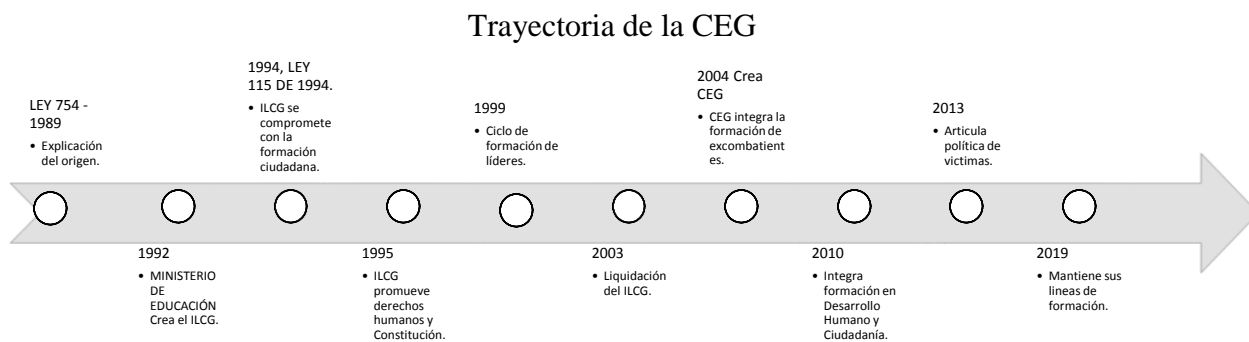 Trayectoria de la CEG
LEY 754 -
1989
• Explicación
del origen.
1992
• MINISTERIO
DE
EDUCACIÓN
Crea el ILCG.
1994, LEY
115 DE 1994.
• ILCG se
compromete
con la
formación
ciudadana.
1995
• ILCG
promueve
derechos
humanos y
Constitución.
1999
• Ciclo de
formación de
líderes.
2003
• Liquidación
del ILCG.
2004 Crea
CEG
• CEG integra la
formación de
excombatient
es.
2010
• Integra
formación en
Desarrollo
Humano y
Ciudadanía.
2013
• Articula
política de
victimas.
2019
• Mantiene sus
lineas de
formación.